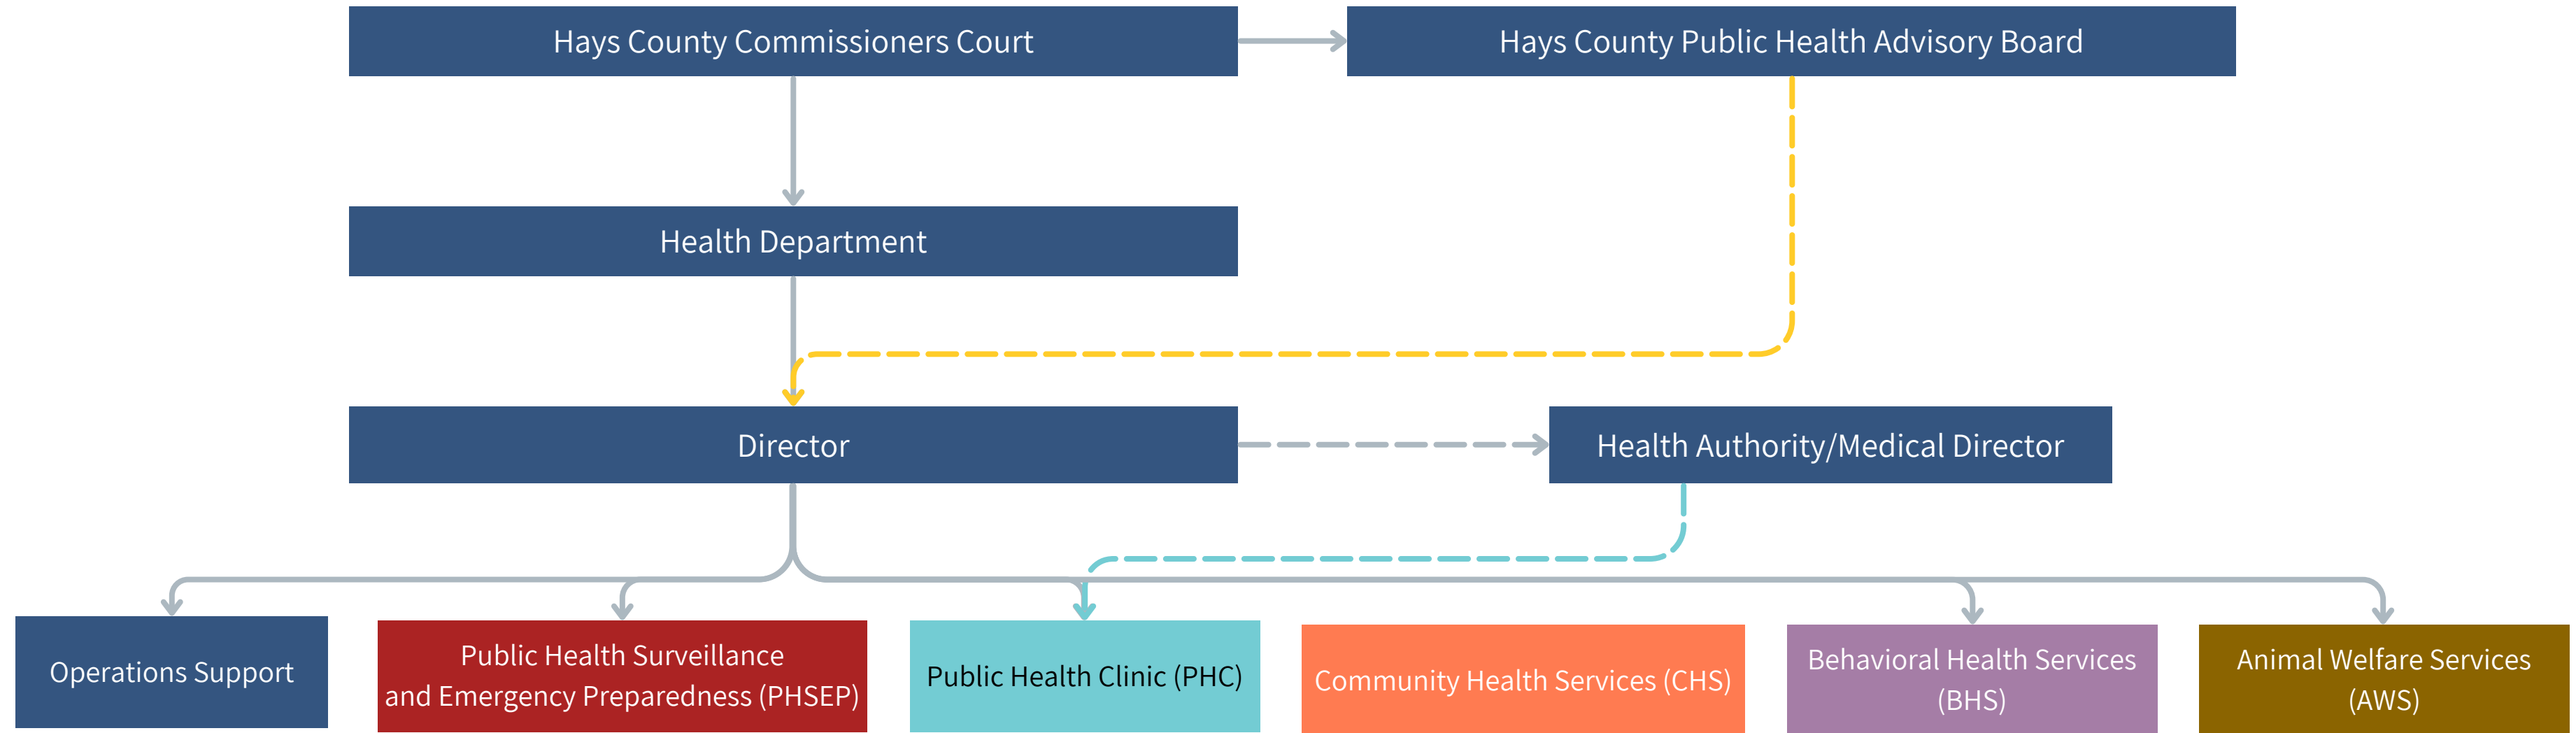 Hays County Commissioners Court
Hays County Public Health Advisory Board
Health Department
Director
Health Authority/Medical Director
Operations Support
Public Health Surveillance
and Emergency Preparedness (PHSEP)
Public Health Clinic (PHC)
Community Health Services (CHS)
Behavioral Health Services
(BHS)
Animal Welfare Services
(AWS)